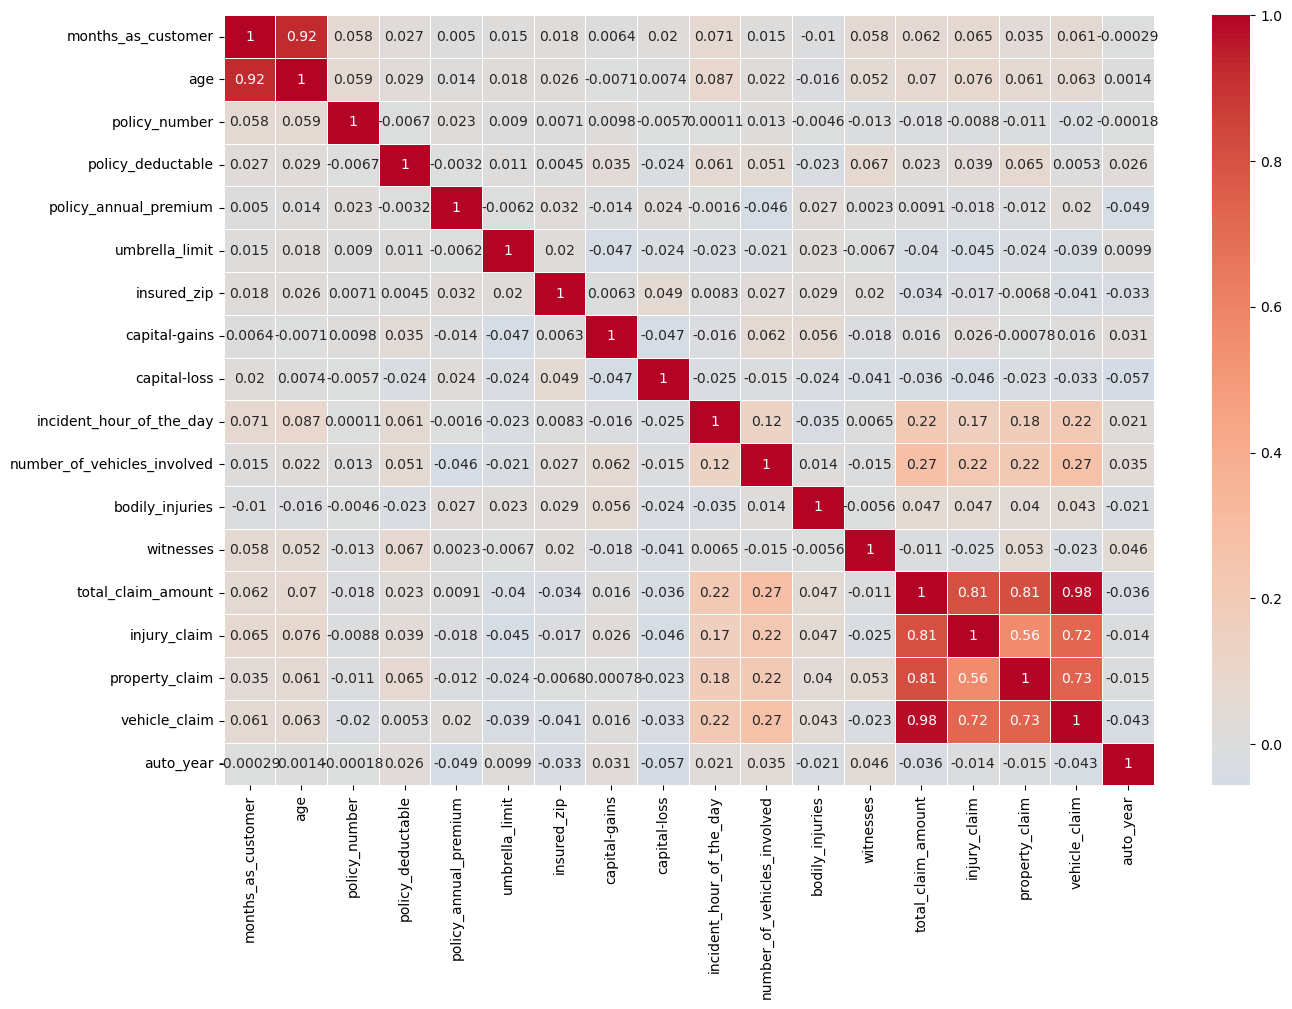 months_as_customer 1 0.92 0.058 0.027 0.005 0.015 0.018 0.0064 0.02 0.071 0.015 -0.01 0.058 0.062 0.065 0.035 0.061 -0.00029 1.0
age 0.92 1 0.059 0.029 0.014 0.018 0.026 -0.0071 0.0074 0.087 0.022 -0.016 0.052 0.07 0.076 0.061 0.063 0.0014
policy_number 0.058 0.059 1 -0.0067 0.023 0.009 0.0071 0.0098 -0.0057 0.00011 0.013 -0.0046 -0.013 -0.018 -0.0088 -0.011 -0.02 -0.00018
policy_deductable 0.027 0.029 -0.0067 1 -0.0032 0.011 0.0045 0.035 -0.024 0.061 0.051 -0.023 0.067 0.023 0.039 0.065 0.0053 0.026 0.8
policy_annual_premium 0.005 0.014 0.023 -0.0032 1 -0.0062 0.032 -0.014 0.024 -0.0016 -0.046 0.027 0.0023 0.0091 -0.018 -0.012 0.02 -0.049
umbrella_limit 0.015 0.018 0.009 0.011 -0.0062 1 0.02 -0.047 -0.024 -0.023 -0.021 0.023 -0.0067 -0.04 -0.045 -0.024 -0.039 0.0099
insured_zip 0.018 0.026 0.0071 0.0045 0.032 0.02 1 0.0063 0.049 0.0083 0.027 0.029 0.02 -0.034 -0.017 -0.0068 -0.041 -0.033 0.6
capital-gains 0.0064 -0.0071 0.0098 0.035 -0.014 -0.047 0.0063 1 -0.047 -0.016 0.062 0.056 -0.018 0.016 0.026 -0.00078 0.016 0.031
capital-loss 0.02 0.0074 -0.0057 -0.024 0.024 -0.024 0.049 -0.047 1 -0.025 -0.015 -0.024 -0.041 -0.036 -0.046 -0.023 -0.033 -0.057
incident_hour_of_the_day 0.071 0.087 0.00011 0.061 -0.0016 -0.023 0.0083 -0.016 -0.025 1 0.12 -0.035 0.0065 0.22 0.17 0.18 0.22 0.021
number_of_vehicles_involved 0.015 0.022 0.013 0.051 -0.046 -0.021 0.027 0.062 -0.015 0.12 1 0.014 -0.015 0.27 0.22 0.22 0.27 0.035 0.4
bodily_injuries -0.01 -0.016 -0.0046 -0.023 0.027 0.023 0.029 0.056 -0.024 -0.035 0.014 1 -0.0056 0.047 0.047 0.04 0.043 -0.021
witnesses 0.058 0.052 -0.013 0.067 0.0023 -0.0067 0.02 -0.018 -0.041 0.0065 -0.015 -0.0056 1 -0.011 -0.025 0.053 -0.023 0.046
total_claim_amount 0.062 0.07 -0.018 0.023 0.0091 -0.04 -0.034 0.016 -0.036 0.22 0.27 0.047 -0.011 1 0.81 0.81 0.98 -0.036 0.2
injury_claim 0.065 0.076 -0.0088 0.039 -0.018 -0.045 -0.017 0.026 -0.046 0.17 0.22 0.047 -0.025 0.81 1 0.56 0.72 -0.014
property_claim 0.035 0.061 -0.011 0.065 -0.012 -0.024 -0.0068 -0.00078 -0.023 0.18 0.22 0.04 0.053 0.81 0.56 1 0.73 -0.015
vehicle_claim 0.061 0.063 -0.02 0.0053 0.02 -0.039 -0.041 0.016 -0.033 0.22 0.27 0.043 -0.023 0.98 0.72 0.73 1 -0.043 0.0
auto_year -0.00029 0.0014 -0.00018 0.026 -0.049 0.0099 -0.033 0.031 -0.057 0.021 0.035 -0.021 0.046 -0.036 -0.014 -0.015 -0.043 1
months_as_customer
age
policy_number
policy_deductable
policy_annual_premium
umbrella_limit
insured_zip
capital-gains
capital-loss
incident_hour_of_the_day
number_of_vehicles_involved
bodily_injuries
witnesses
total_claim_amount
injury_claim
property_claim
vehicle_claim
auto_year